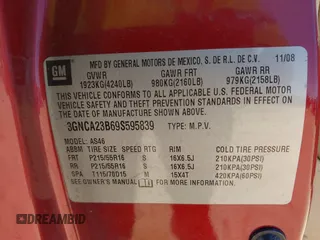 GM
MFD BY GENERAL MOTORS DE MEXICO, S. DE R.L. DE C.V. 11/08
GVWR GAWR FRT GAWR RR
1923KG(4240LB) 980KG(2160LB) 979KG(2158LB)
THIS VEHICLE CONFORMS TO ALL APPLICABLE U.S. FEDERAL MOTOR
VEHICLE SAFETY, BUMPER, AND THEFT PREVENTION STANDARDS IN
EFFECT ON THE DATE OF MANUFACTURE SHOWN ABOVE.
3GNCA23B69S595839 TYPE: M.P.V.
AS46
ABBM TIRE SIZE SPEED RTG RIM COLD TIRE PRESSURE
FRT P215/55R16 S 16X6.5J 210KPA(30PSI)
RR P215/55R16 S 16X6.5J 210KPA(30PSI)
SPA T115/70D15 M 15X4T 420KPA(60PSI)
SEE OWNER'S MANUAL FOR ADDITIONAL INFORMATION.
DREAMBID